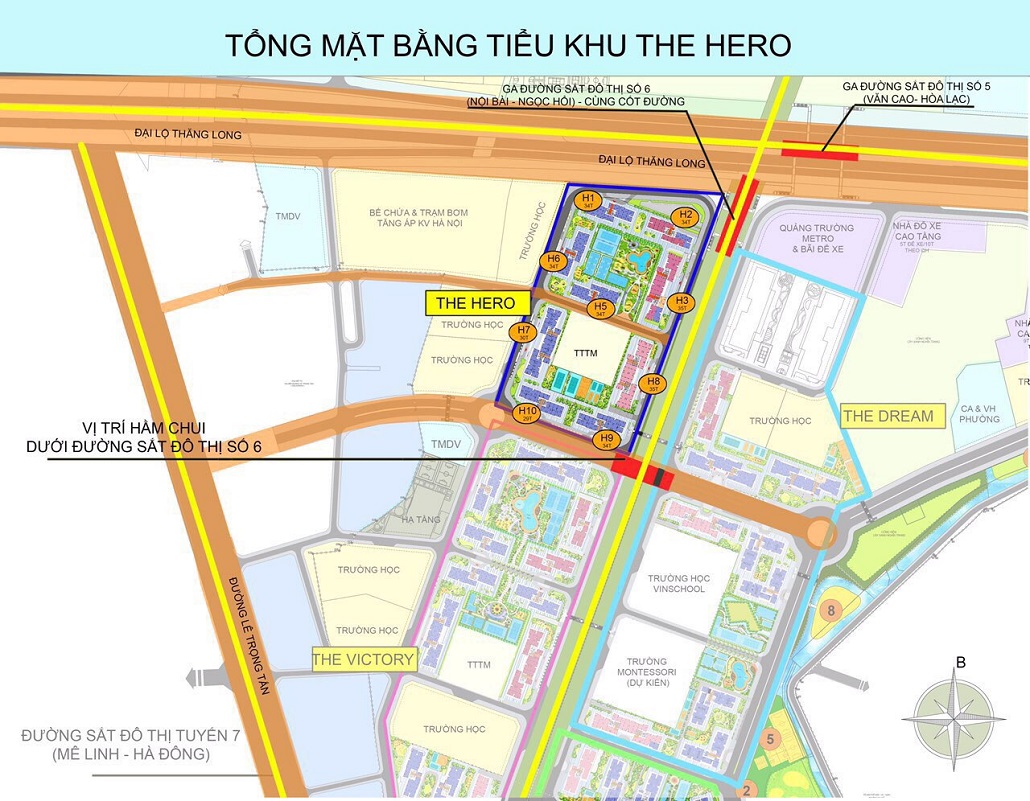 TỔNG MẶT BẰNG TIỂU KHU THE HERO
GA ĐƯỜNG SẮT ĐÔ THỊ SỐ 6
(NỘI BÀI - NGỌC HỒI) - CÙNG CỐT ĐƯỜNG
GA ĐƯỜNG SẮT ĐÔ THỊ SỐ 5
(VĂN CAO- HÒA LẠC)
ĐẠI LỘ THĂNG LONG
ĐẠI LỘ THĂNG LONG
TMDV
BỂ CHỨA & TRẠM BƠM
TĂNG ÁP KV HÀ NỘI
TRƯỜNG HỌC
H1
34T
H2
34T
QUẢNG TRƯỜNG
METRO
& BÃI ĐỂ XE
NHÀ ĐỖ XE
CAO TẦNG
H6
34T
THE HERO
H5
34T
H3
35T
TRƯỜNG HỌC
H7
30T
TTTM
TRƯỜNG HỌC
H8
35T
H10
29T
H9
34T
THE DREAM
TRƯỜNG HỌC
CA & VH
PHƯỜNG
VỊ TRÍ HẦM CHUI
DƯỚI ĐƯỜNG SẮT ĐÔ THỊ SỐ 6
TMDV
HẠ TẦNG
TRƯỜNG HỌC
TRƯỜNG HỌC
VINSCHOOL
8
ĐƯỜNG LÊ TRỌNG TẤN
TRƯỜNG HỌC
THE VICTORY
TTTM
TRƯỜNG
MONTESSORI
(DỰ KIẾN)
B
ĐƯỜNG SẮT ĐÔ THỊ TUYẾN 7
(MÊ LINH - HÀ ĐÔNG)
TRƯỜNG HỌC
5
2